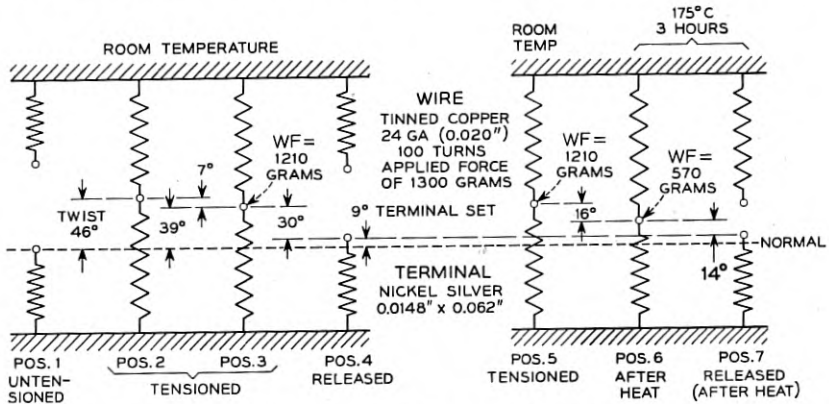 ROOM TEMPERATURE
ROOM
TEMP
175°C
3 HOURS
WIRE
TINNED COPPER
24 GA (0.020")
100 TURNS
APPLIED FORCE
OF 1300 GRAMS
WF=
1210
GRAMS
WF=
1210
GRAMS
WF=
570
GRAMS
7°
TWIST
46°
39°
30°
9° TERMINAL SET
16°
14°
NORMAL
TERMINAL
NICKEL SILVER
0.0148" x 0.062"
POS.1
UNTEN-
SIONED
POS.2
POS.3
TENSIONED
POS.4
RELEASED
POS.5
TENSIONED
POS.6
AFTER
HEAT
POS.7
RELEASED
(AFTER HEAT)